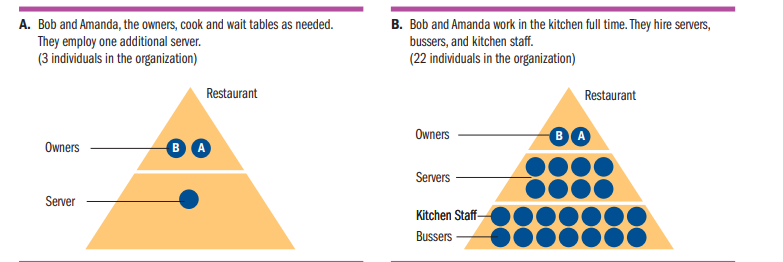 A. Bob and Amanda, the owners, cook and wait tables as needed.
They employ one additional server.
(3 individuals in the organization)
Restaurant
Owners
B A
Server
B. Bob and Amanda work in the kitchen full time. They hire servers,
bussers, and kitchen staff.
(22 individuals in the organization)
Restaurant
Owners
B A
Servers
Kitchen Staff
Bussers